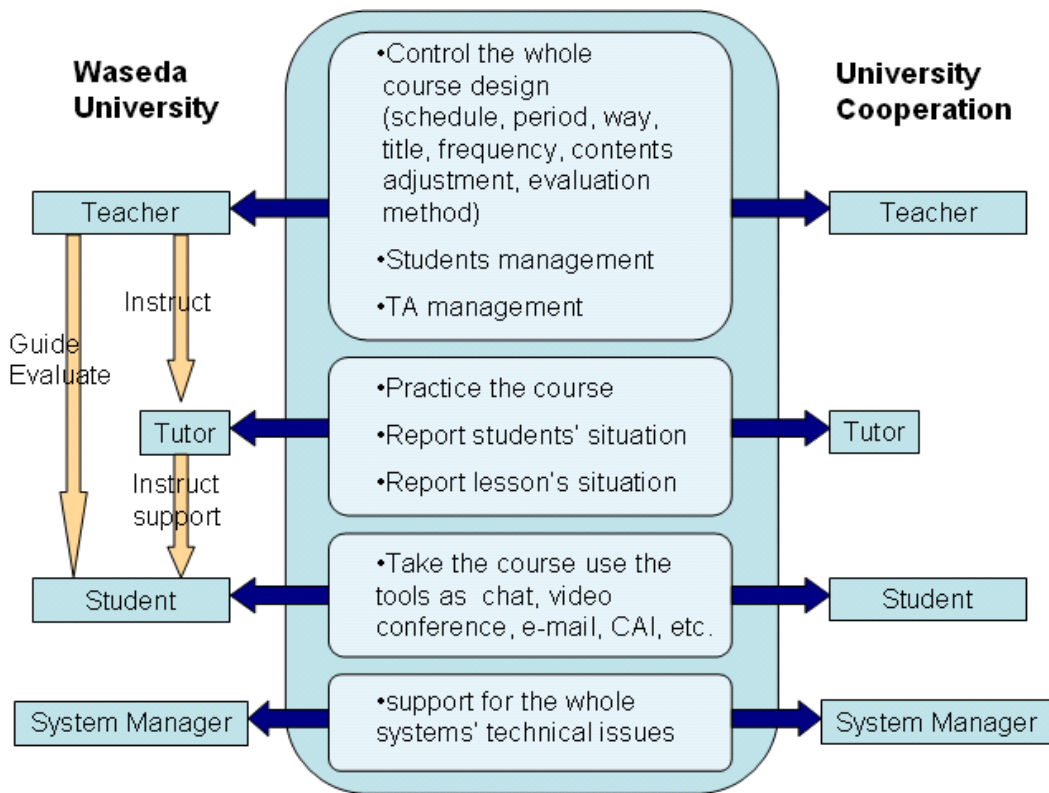 Waseda
University
University
Cooperation
•Control the whole
course design
(schedule, period, way,
title, frequency, contents
adjustment, evaluation
method)
•Students management
•TA management
Teacher
Teacher
Instruct
Guide
Evaluate
•Practice the course
•Report students' situation
•Report lesson's situation
Tutor
Tutor
Instruct
support
•Take the course use the
tools as chat, video
conference, e-mail, CAI, etc.
Student
Student
•support for the whole
systems' technical issues
System Manager
System Manager